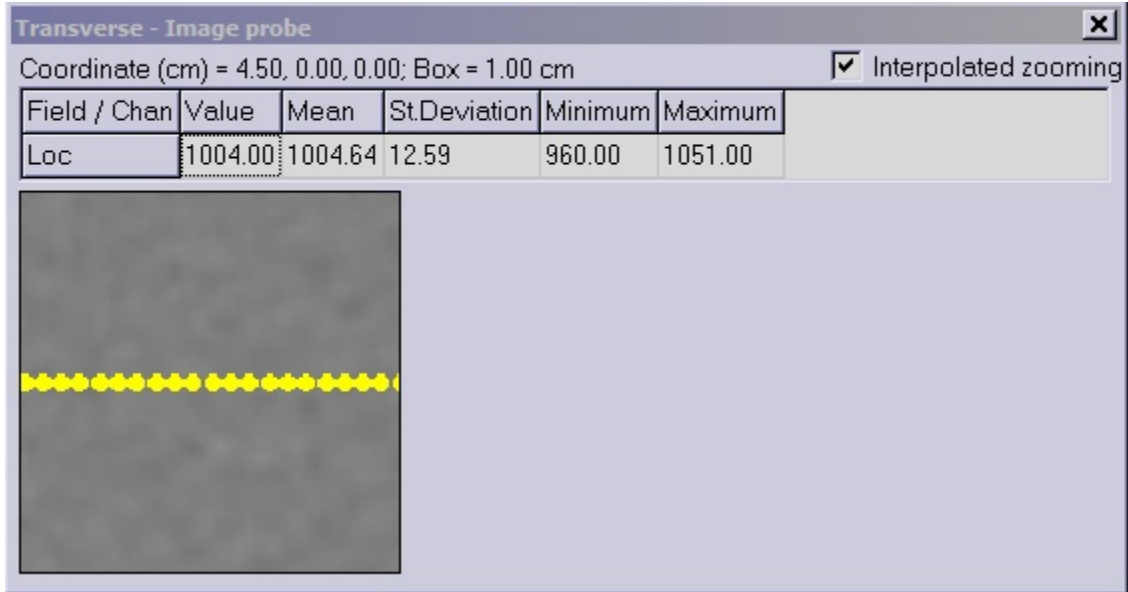 Transverse - Image probe
Coordinate (cm) = 4.50, 0.00, 0.00; Box = 1.00 cm
Interpolated zooming
Field / Chan Value Mean St.Deviation Minimum Maximum
Loc 1004.00 1004.64 12.59 960.00 1051.00